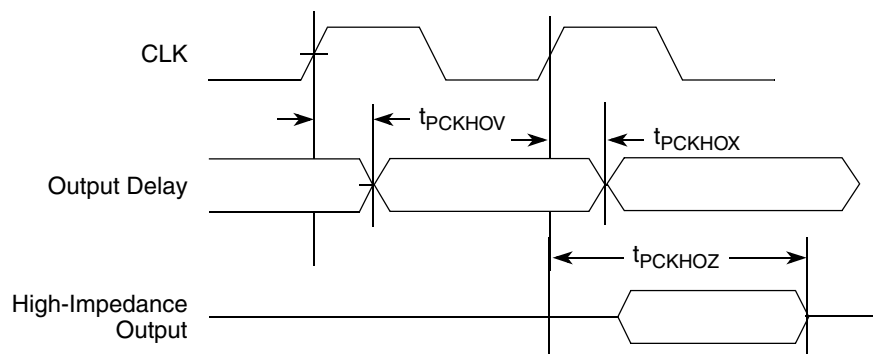 CLK
tPCKHOV
tPCKHOX
Output Delay
tPCKHOZ
High-Impedance
Output